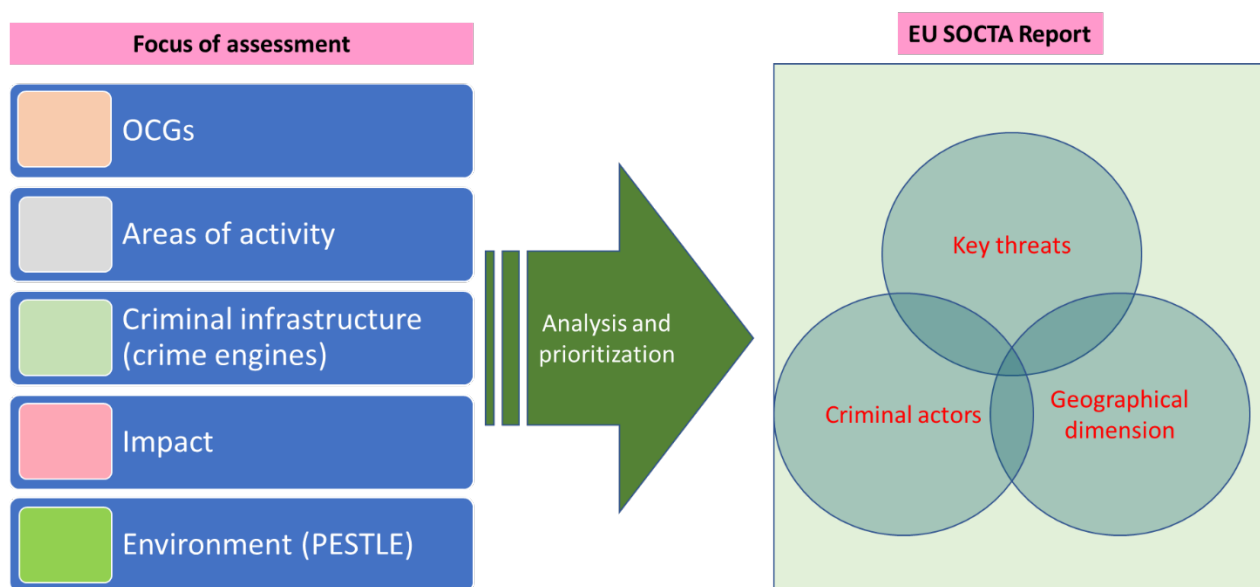 Focus of assessment
OCGs
Areas of activity
Criminal infrastructure
(crime engines)
Impact
Environment (PESTLE)
Analysis and
prioritization
EU SOCTA Report
Key threats
Criminal actors
Geographical
dimension